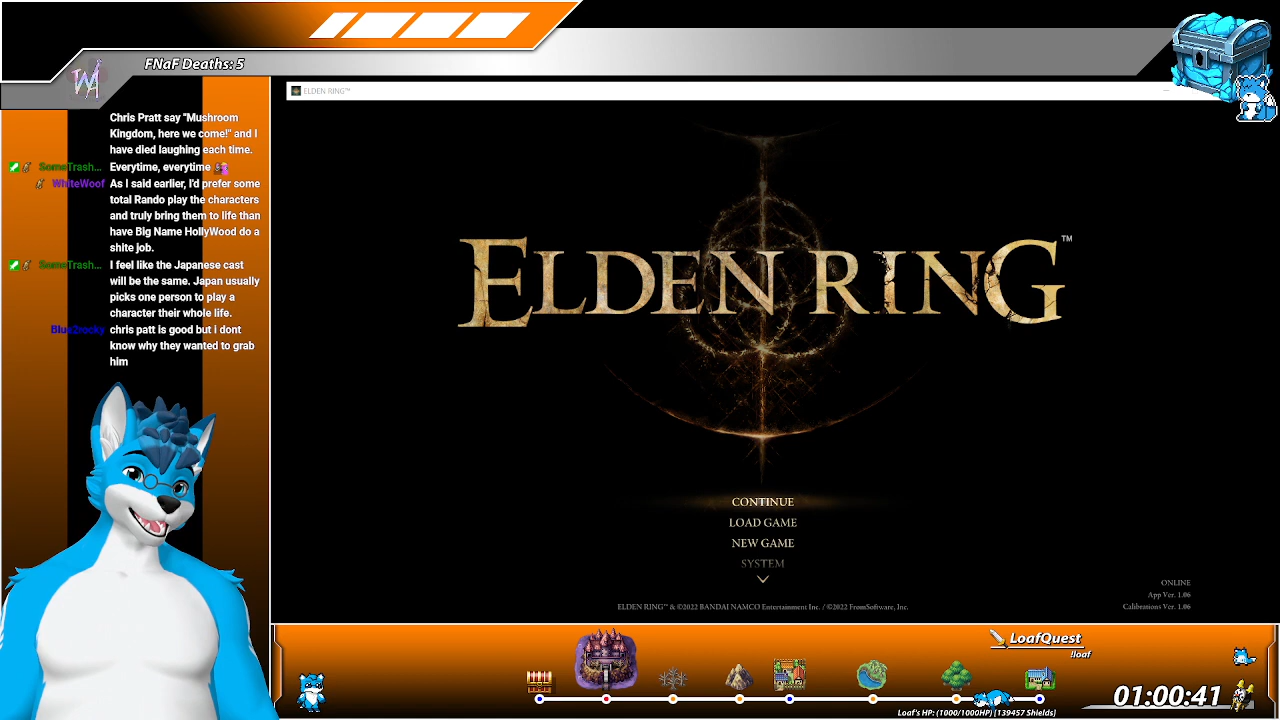 FNaF Deaths: 5
ELDEN RING™
Chris Pratt say "Mushroom
Kingdom, here we come!" and I
have died laughing each time.
SomeTrash... Everytime, everytime
WhiteWoof As I said earlier, I'd prefer some
total Rando play the characters
and truly bring them to life than
have Big Name HollyWood do a
shite job.
SomeTrash... I feel like the Japanese cast
will be the same. Japan usually
picks one person to play a
character their whole life.
Blue2rocky chris patt is good but i dont
know why they wanted to grab
him
ELDEN RING™
CONTINUE
LOAD GAME
NEW GAME
SYSTEM
ONLINE
App Ver. 1.06
Calibrations Ver. 1.06
ELDEN RING™ & ©2022 BANDAI NAMCO Entertainment Inc. / ©2022 FromSoftware, Inc.
LoafQuest
!loaf
01:00:41
Loaf's HP: (1000/1000HP) [139457 Shields]